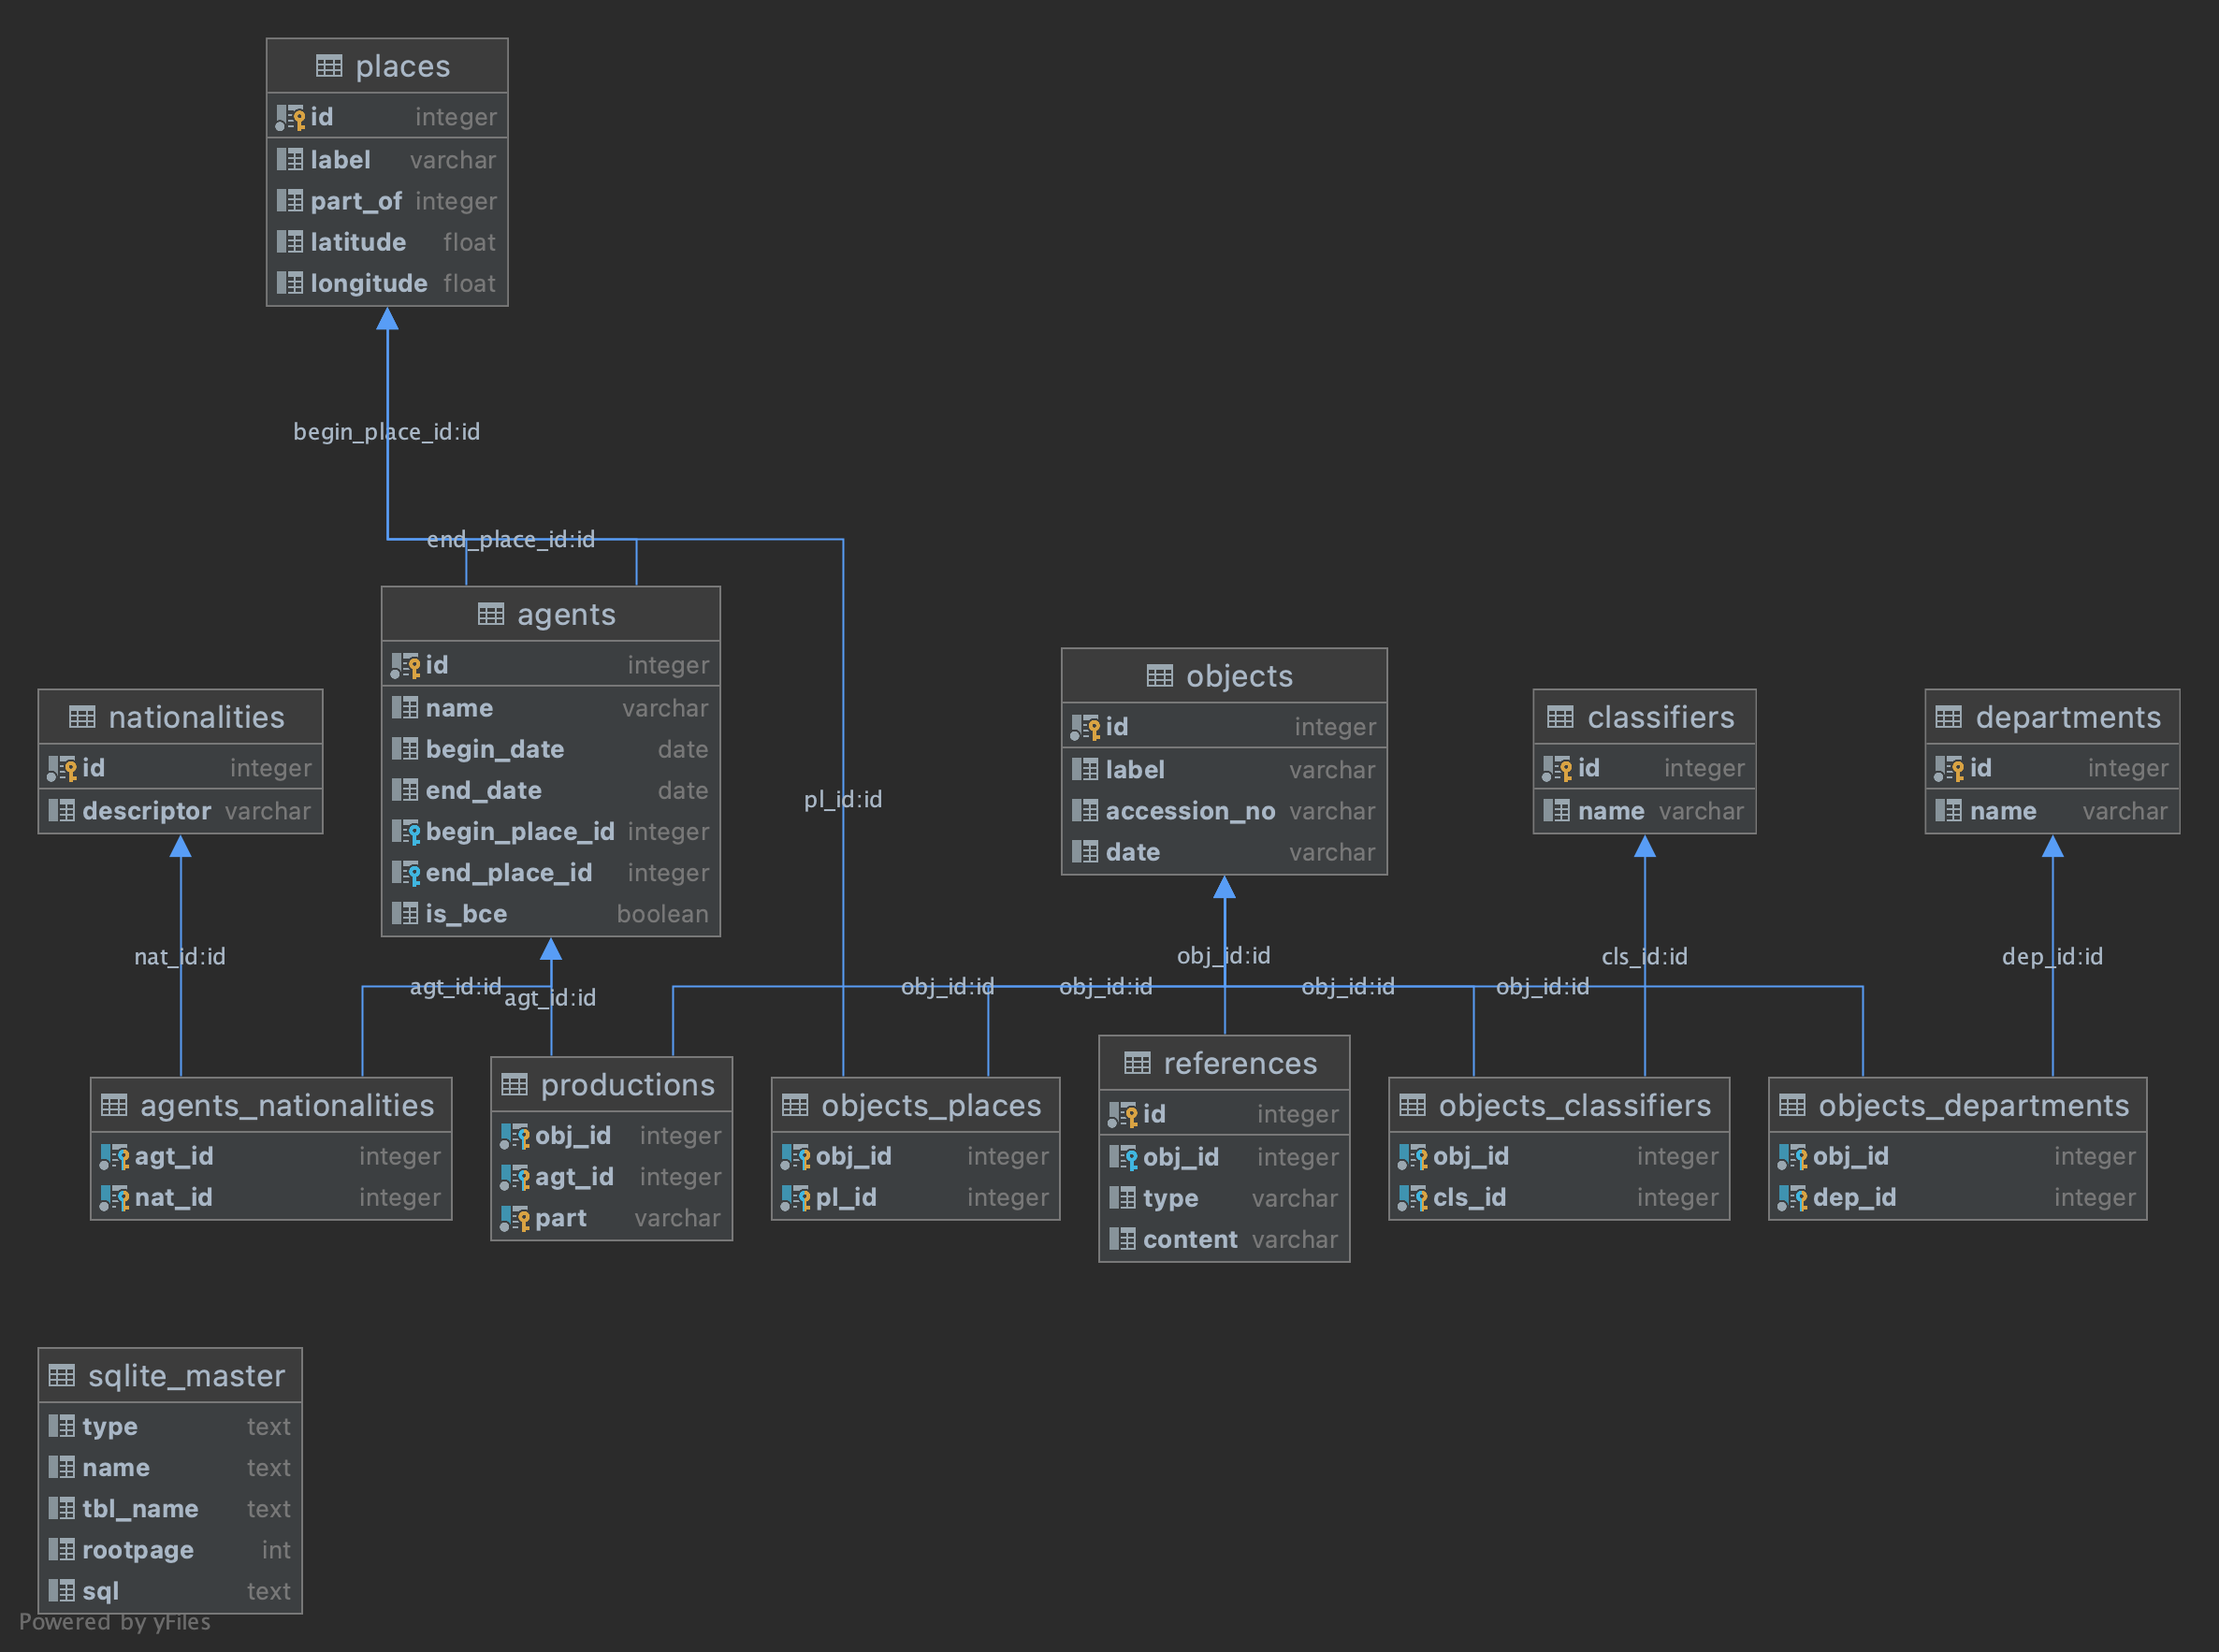 places
id integer
label varchar
part_of integer
latitude float
longitude float
begin_place_id:id
end_place_id:id
agents
id integer
name varchar
begin_date date
end_date date
begin_place_id integer
end_place_id integer
is_bce boolean
nationalities
id integer
descriptor varchar
objects
id integer
label varchar
accession_no varchar
date varchar
classifiers
id integer
name varchar
departments
id integer
name varchar
pl_id:id
nat_id:id
agt_id:id
agt_id:id
obj_id:id
obj_id:id
obj_id:id
obj_id:id
obj_id:id
cls_id:id
dep_id:id
agents_nationalities
agt_id integer
nat_id integer
productions
obj_id integer
agt_id integer
part varchar
objects_places
obj_id integer
pl_id integer
references
id integer
obj_id integer
type varchar
content varchar
objects_classifiers
obj_id integer
cls_id integer
objects_departments
obj_id integer
dep_id integer
sqlite_master
type text
name text
tbl_name text
rootpage int
sql text
Powered by yFiles